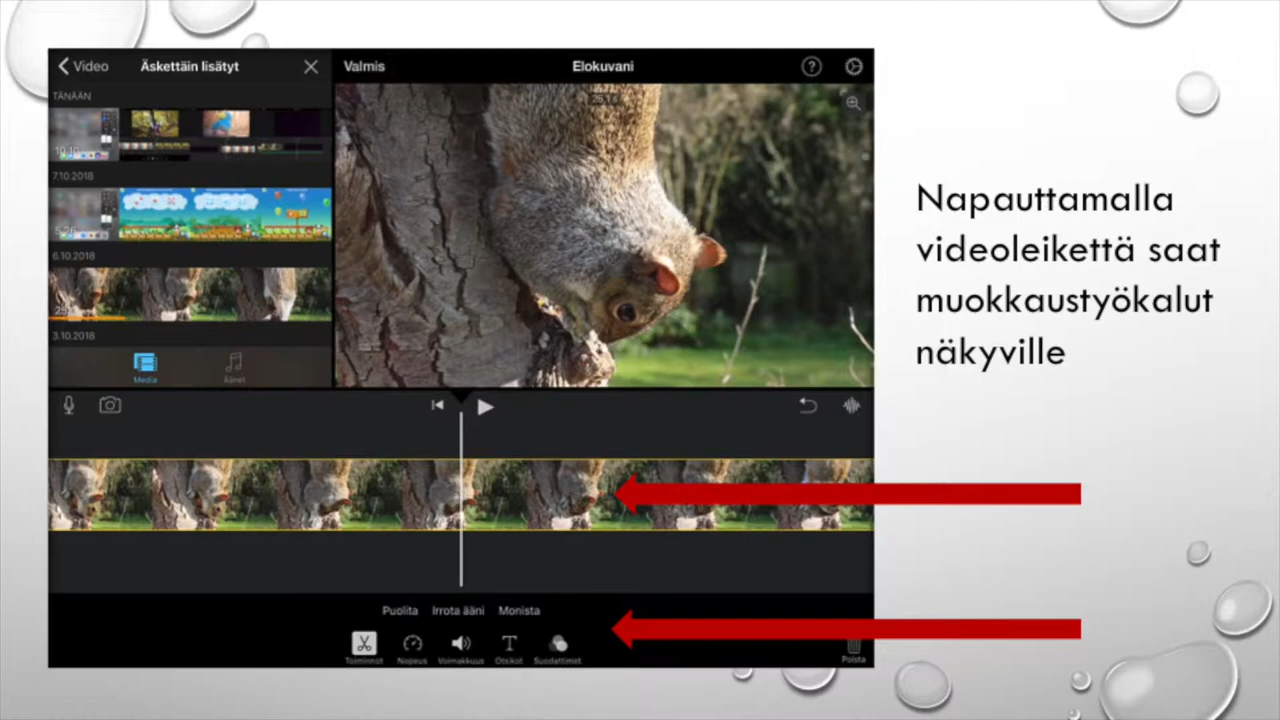 Video
Äskettäin lisätyt
Valmis
Elokuvani
?
TÄNÄÄN
7.10.2018
6.10.2018
3.10.2018
Media
Äänet
Napauttamalla
videoleikettä saat
muokkaustyökalut
näkyville
Puolita Irrota ääni Monista
Toiminnot Nopeus Voimakkuus Otsikot Suodattimet
Poista